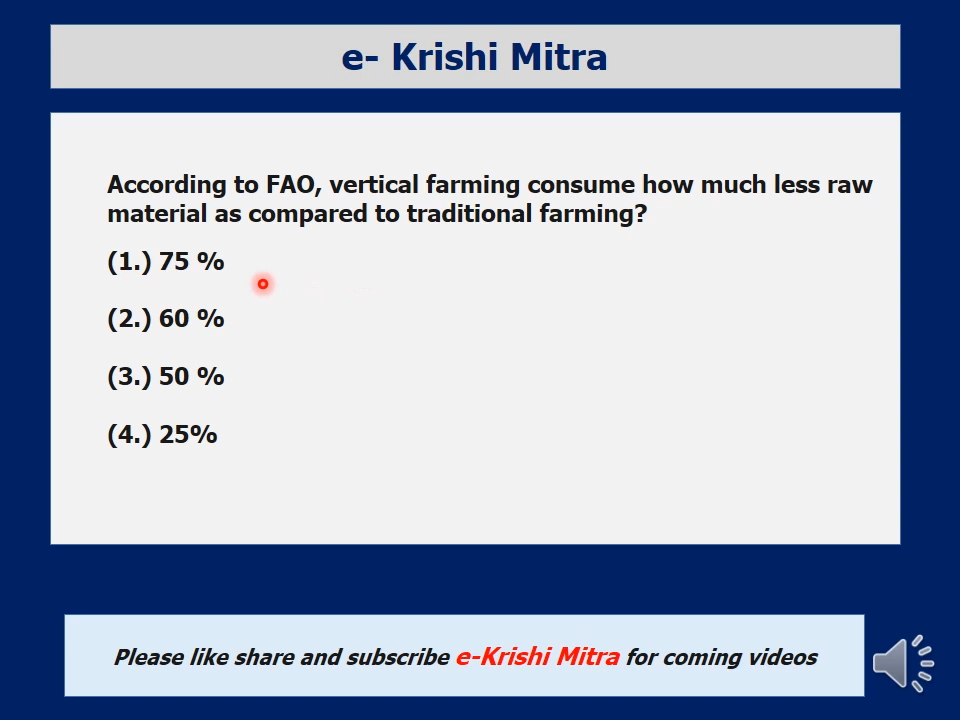 e- Krishi Mitra
According to FAO, vertical farming consume how much less raw
material as compared to traditional farming?
(1.) 75 %
(2.) 60 %
(3.) 50 %
(4.) 25%
Please like share and subscribe e-Krishi Mitra for coming videos